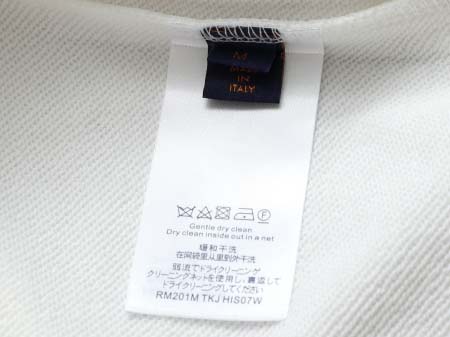 IN
ITALY
F
Gentle dry clean
Dry clean inside out in a net
缓和干洗
在网绮里从里到外干洗
弱流でドライクリーニング
クリーニングネットを使用し、裏返して
ドライクリーニングしてください
RM201M TKJ HIS07W